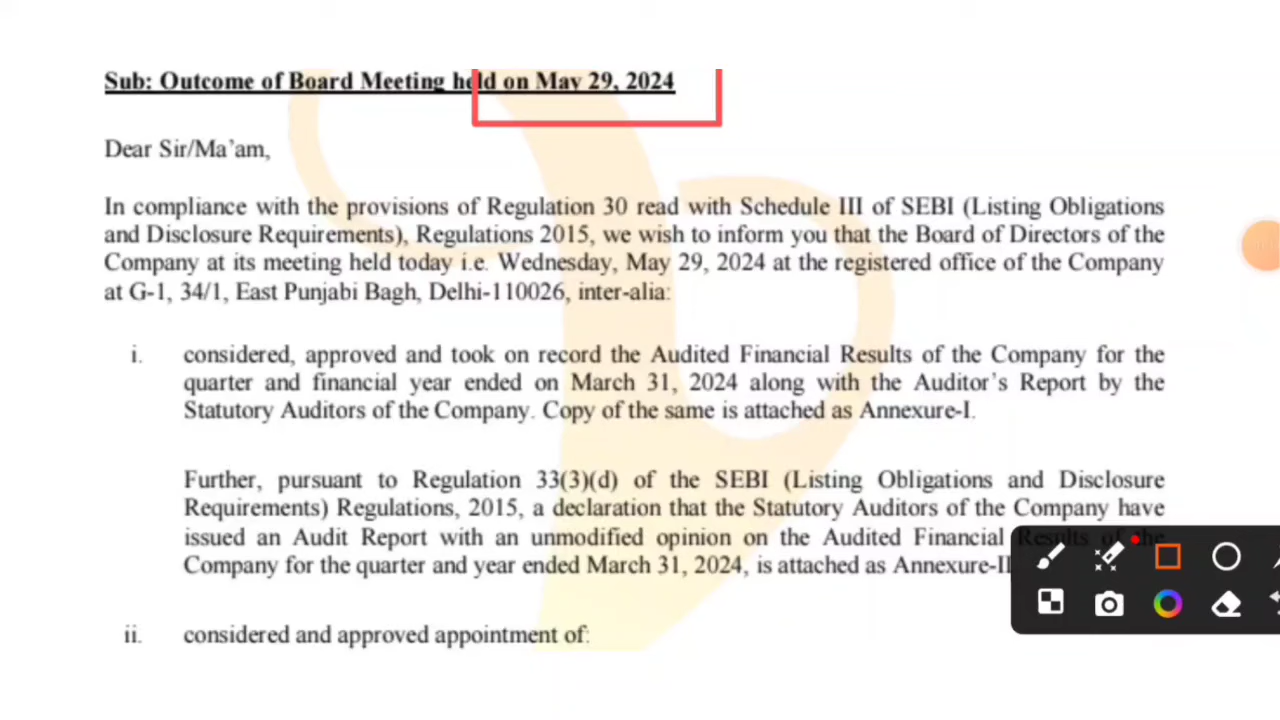 Sub: Outcome of Board Meeting held on May 29, 2024
Dear Sir/Ma'am,
In compliance with the provisions of Regulation 30 read with Schedule III of SEBI (Listing Obligations
and Disclosure Requirements), Regulations 2015, we wish to inform you that the Board of Directors of the
Company at its meeting held today i.e. Wednesday, May 29, 2024 at the registered office of the Company
at G-1, 34/1, East Punjabi Bagh, Delhi-110026, inter-alia:
i. considered, approved and took on record the Audited Financial Results of the Company for the
quarter and financial year ended on March 31, 2024 along with the Auditor's Report by the
Statutory Auditors of the Company. Copy of the same is attached as Annexure-I.
Further, pursuant to Regulation 33(3)(d) of the SEBI (Listing Obligations and Disclosure
Requirements) Regulations, 2015, a declaration that the Statutory Auditors of the Company have
issued an Audit Report with an unmodified opinion on the Audited Financial Results of the
Company for the quarter and year ended March 31, 2024, is attached as Annexure-II
ii. considered and approved appointment of: